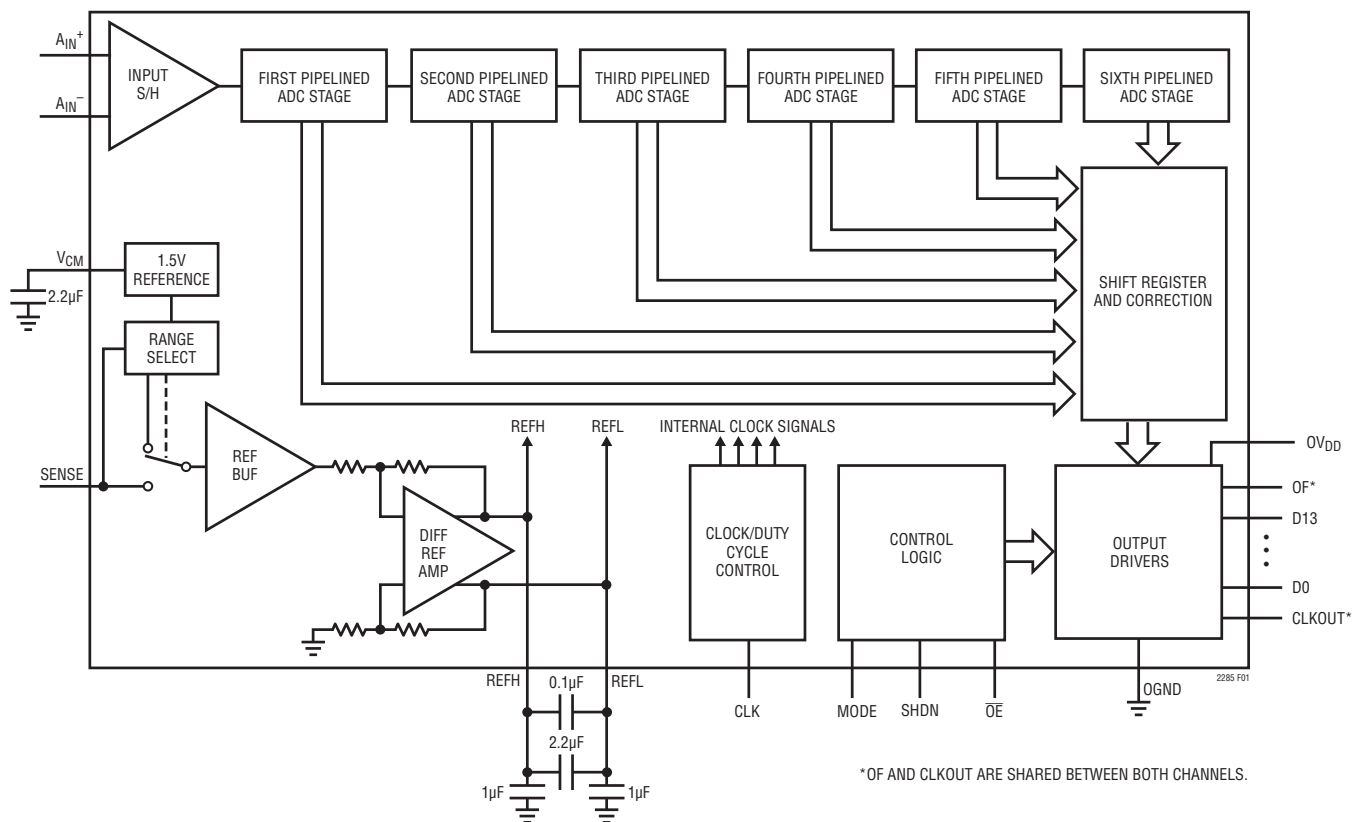 AIN+
AIN−
INPUT
S/H
FIRST PIPELINED
ADC STAGE
SECOND PIPELINED
ADC STAGE
THIRD PIPELINED
ADC STAGE
FOURTH PIPELINED
ADC STAGE
FIFTH PIPELINED
ADC STAGE
SIXTH PIPELINED
ADC STAGE
SHIFT REGISTER
AND CORRECTION
VCM
2.2µF
1.5V
REFERENCE
RANGE
SELECT
SENSE
REF
BUF
DIFF
REF
AMP
REFH
REFL
INTERNAL CLOCK SIGNALS
CLOCK/DUTY
CYCLE
CONTROL
CONTROL
LOGIC
OUTPUT
DRIVERS
OVDD
OF*
D13
D0
CLKOUT*
REFH
0.1µF
REFL
2.2µF
1µF
1µF
CLK
MODE
SHDN
O̅E̅
OGND
2285 F01
*OF AND CLKOUT ARE SHARED BETWEEN BOTH CHANNELS.